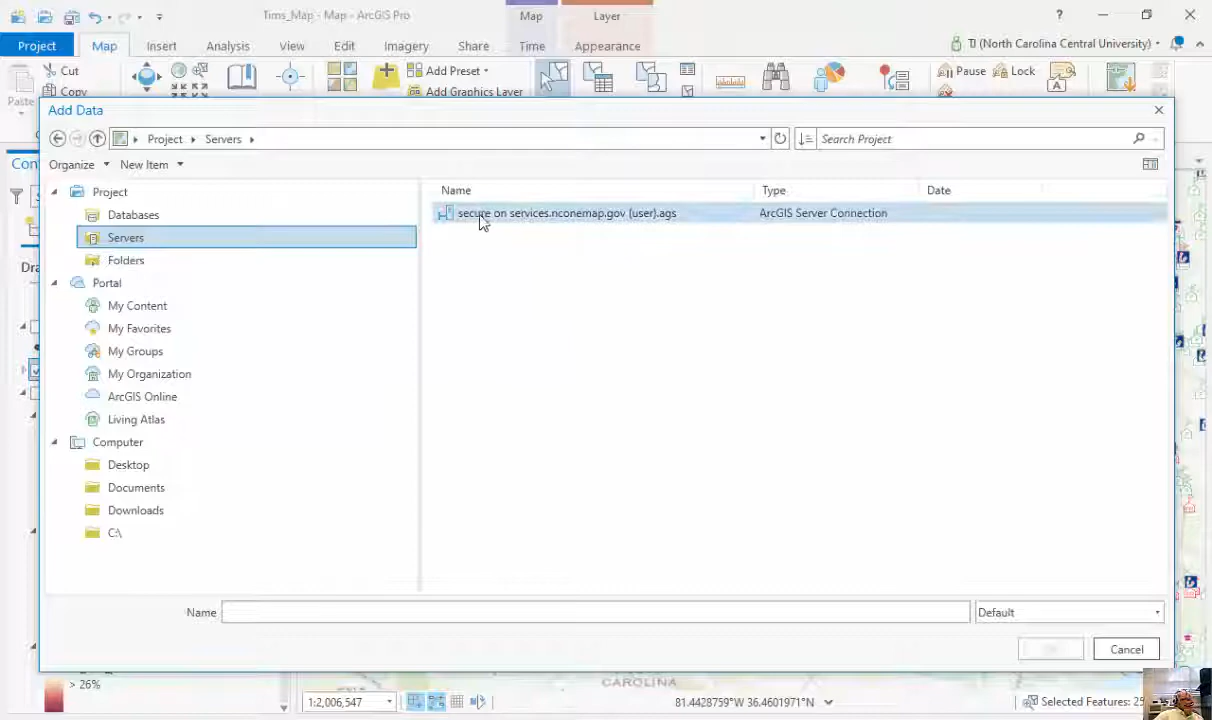 Tims_Map - Map - ArcGIS Pro
Map
Layer
?
Project
Map
Insert
Analysis
View
Edit
Imagery
Share
Time
Appearance
TJ (North Carolina Central University)
Cut
Add Preset
Pause
Lock
Paste
Copy
Add Graphics Layer
Add Data
Project
Servers
Search Project
Organize
New Item
Project
Databases
Servers
Folders
Portal
My Content
My Favorites
My Groups
My Organization
ArcGIS Online
Living Atlas
Computer
Desktop
Documents
Downloads
C:\
Name
Type
Date
secure on services.nconemap.gov (user).ags
ArcGIS Server Connection
Name
Default
Cancel
> 26%
CAROLINA
1:2,006,547
81.4428759°W 36.4601971°N